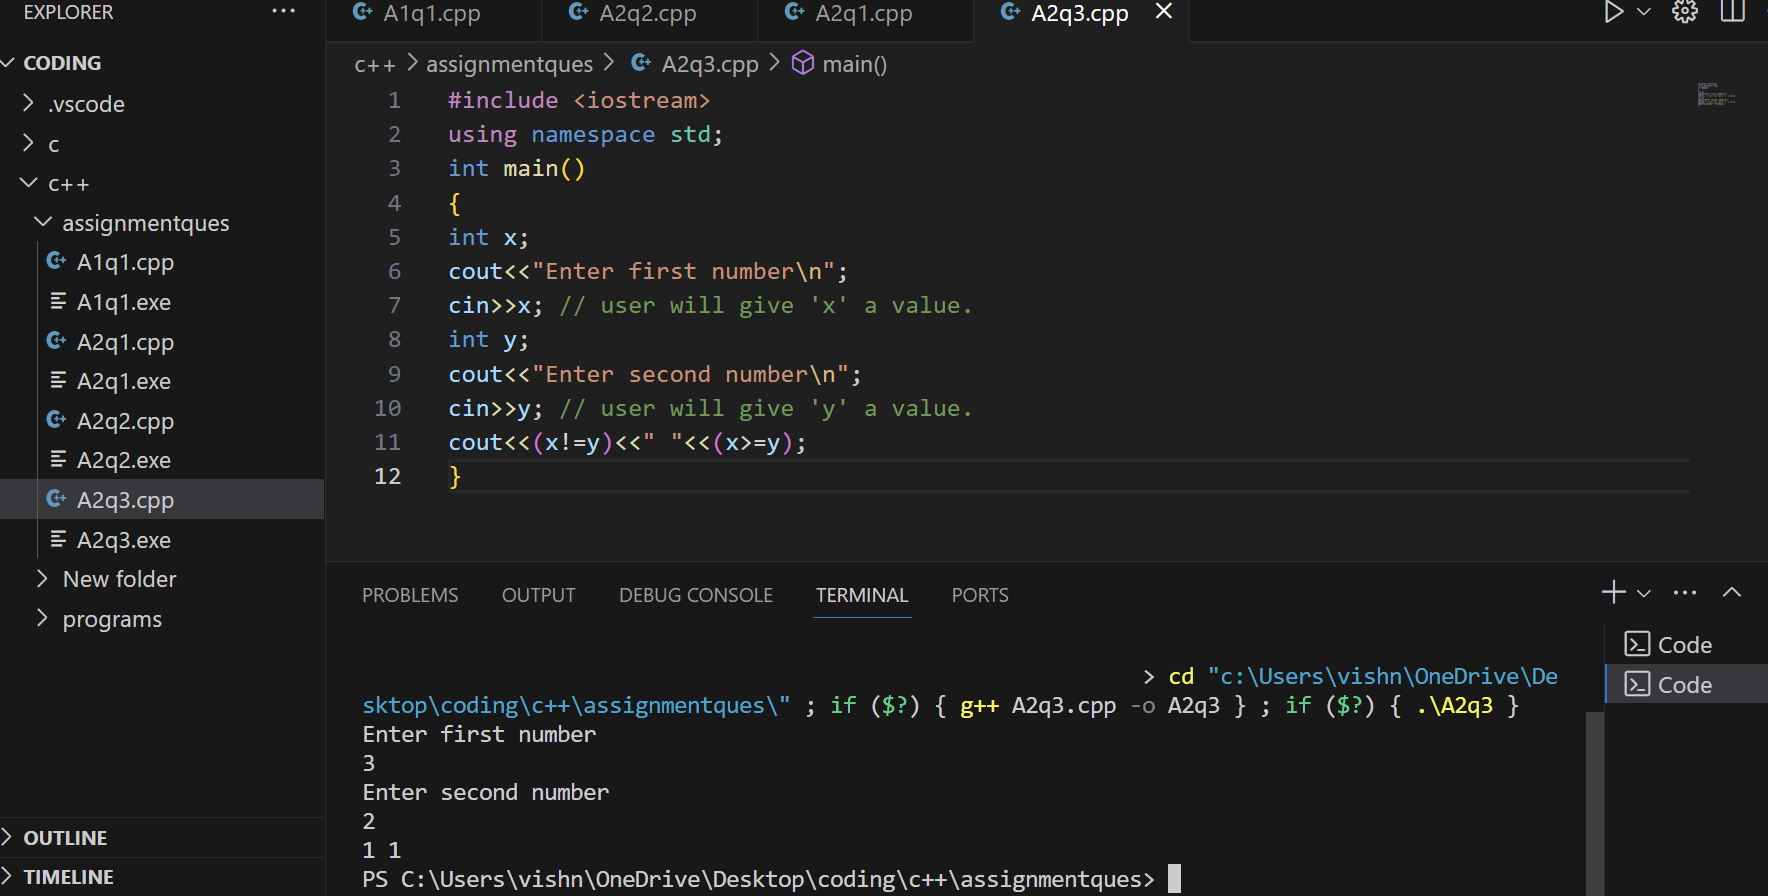 EXPLORER ···
CODING
.vscode
c
c++
assignmentques
A1q1.cpp
A1q1.exe
A2q1.cpp
A2q1.exe
A2q2.cpp
A2q2.exe
A2q3.cpp
A2q3.exe
New folder
programs
OUTLINE
TIMELINE
A1q1.cpp A2q2.cpp A2q1.cpp A2q3.cpp
c++ > assignmentques > A2q3.cpp > main()
1 #include <iostream>
2 using namespace std;
3 int main()
4 {
5 int x;
6 cout<<"Enter first number\n";
7 cin>>x; // user will give 'x' a value.
8 int y;
9 cout<<"Enter second number\n";
10 cin>>y; // user will give 'y' a value.
11 cout<<(x!=y)<<" "<<(x>=y);
12 }
PROBLEMS OUTPUT DEBUG CONSOLE TERMINAL PORTS
> cd "c:\Users\vishn\OneDrive\De
sktop\coding\c++\assignmentques\" ; if ($?) { g++ A2q3.cpp -o A2q3 } ; if ($?) { .\A2q3 }
Enter first number
3
Enter second number
2
1 1
PS C:\Users\vishn\OneDrive\Desktop\coding\c++\assignmentques>
Code
Code